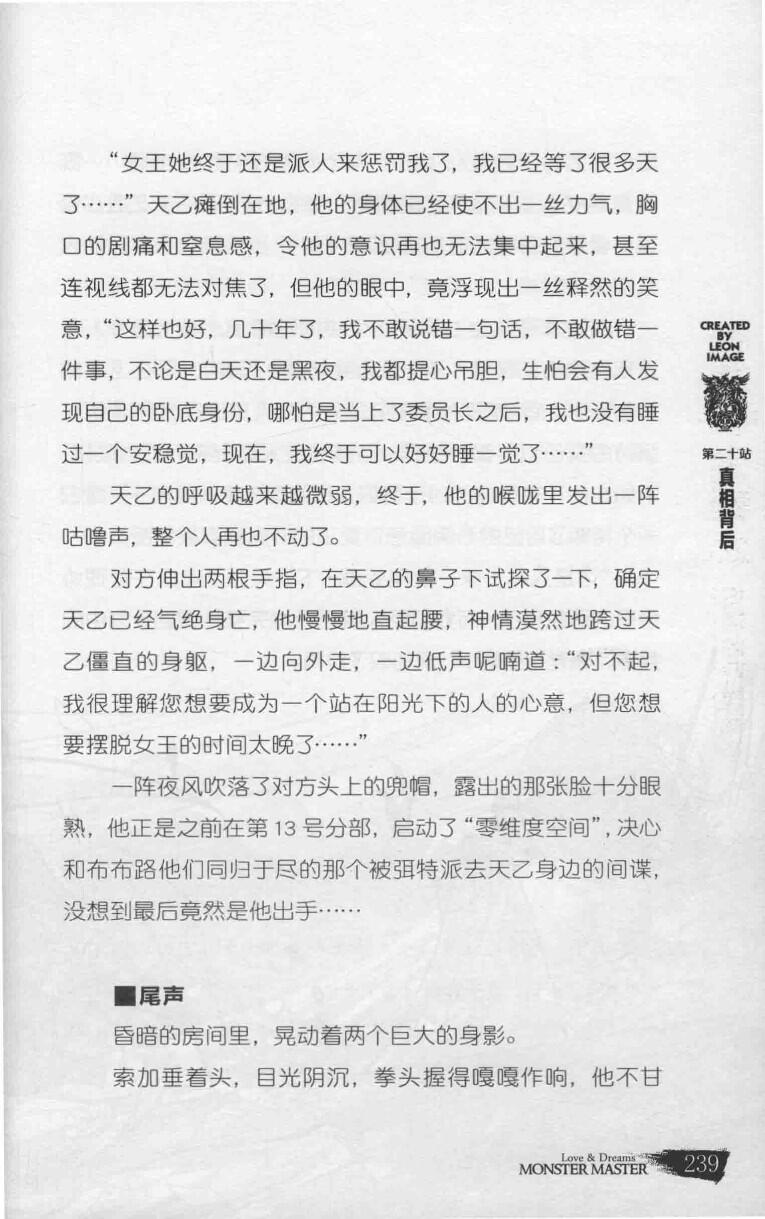 “女王她终于还是派人来惩罚我了，我已经等了很多天
了……”天乙瘫倒在地，他的身体已经使不出一丝力气，胸
口的剧痛和窒息感，令他的意识再也无法集中起来，甚至
连视线都无法对焦了，但他的眼中，竟浮现出一丝释然的笑
意，“这样也好，几十年了，我不敢说错一句话，不敢做错一
件事，不论是白天还是黑夜，我都提心吊胆，生怕会有人发
现自己的卧底身份，哪怕是当上了委员长之后，我也没有睡
过一个安稳觉，现在，我终于可以好好睡一觉了……”
天乙的呼吸越来越微弱，终于，他的喉咙里发出一阵
咕噜声，整个人再也不动了。
对方伸出两根手指，在天乙的鼻子下试探了一下，确定
天乙已经气绝身亡，他慢慢地直起腰，神情漠然地跨过天
乙僵直的身躯，一边向外走，一边低声呢喃道：“对不起，
我很理解您想要成为一个站在阳光下的人的心意，但您想
要摆脱女王的时间太晚了……”
一阵夜风吹落了对方头上的兜帽，露出的那张脸十分眼
熟，他正是之前在第 13 号分部，启动了“零维度空间”，决心
和布布路他们同归于尽的那个被弭特派去天乙身边的间谍，
没想到最后竟然是他出手……
■尾声
昏暗的房间里，晃动着两个巨大的身影。
索加垂着头，目光阴沉，拳头握得嘎嘎作响，他不甘
CREATED
BY
LEON
IMAGE
第二十站
真相背后
Love & Dreams
MONSTER MASTER
239